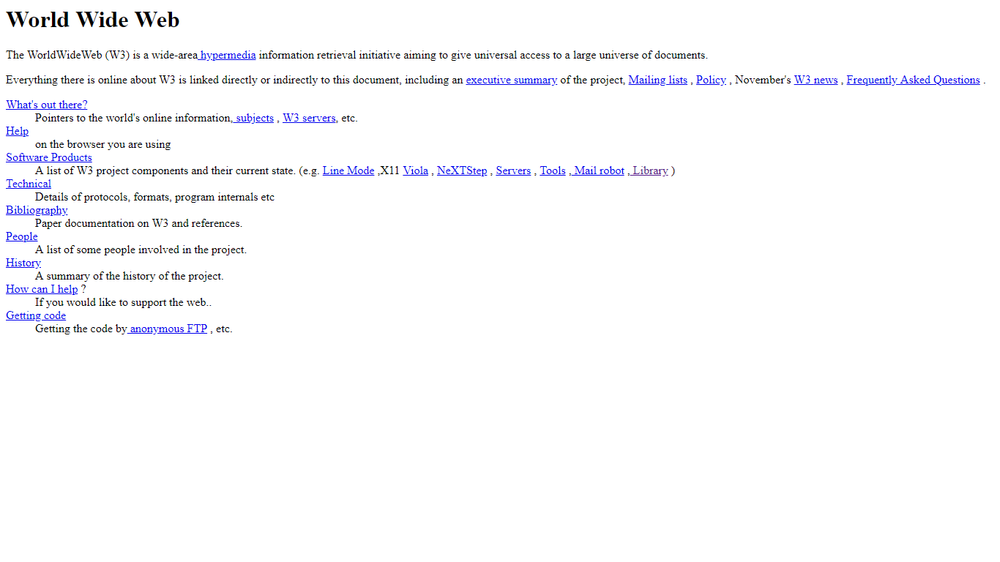 World Wide Web
The WorldWideWeb (W3) is a wide-area hypermedia information retrieval initiative aiming to give universal access to a large universe of documents.
Everything there is online about W3 is linked directly or indirectly to this document, including an executive summary of the project, Mailing lists , Policy , November's W3 news , Frequently Asked Questions .
What's out there?
Pointers to the world's online information, subjects , W3 servers, etc.
Help
on the browser you are using
Software Products
A list of W3 project components and their current state. (e.g. Line Mode ,X11 Viola , NeXTStep , Servers , Tools , Mail robot , Library )
Technical
Details of protocols, formats, program internals etc
Bibliography
Paper documentation on W3 and references.
People
A list of some people involved in the project.
History
A summary of the history of the project.
How can I help ?
If you would like to support the web..
Getting code
Getting the code by anonymous FTP , etc.